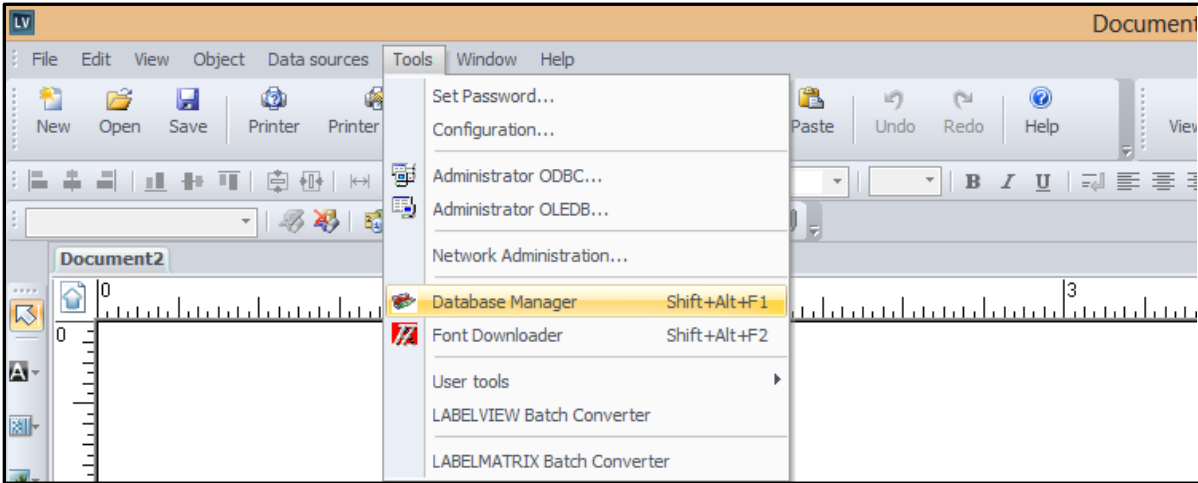 LV
Document
File Edit View Object Data sources Tools Window Help
New Open Save Printer Printer Paste Undo Redo Help View
Set Password...
Configuration...
Administrator ODBC...
B I U
Administrator OLEDB...
Network Administration...
Document2
Database Manager Shift+Alt+F1
0 3
Font Downloader Shift+Alt+F2
0
A
User tools
LABELVIEW Batch Converter
LABELMATRIX Batch Converter